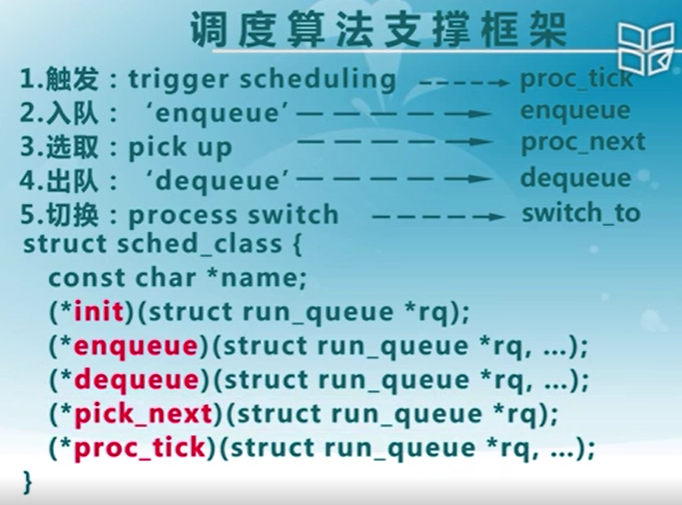 调度算法支撑框架
1.触发：trigger scheduling proc_tick
2.入队：‘enqueue’ enqueue
3.选取：pick up proc_next
4.出队：‘dequeue’ dequeue
5.切换：process switch switch_to
struct sched_class {
const char *name;
(*init)(struct run_queue *rq);
(*enqueue)(struct run_queue *rq, …);
(*dequeue)(struct run_queue *rq, …);
(*pick_next)(struct run_queue *rq);
(*proc_tick)(struct run_queue *rq, …);
}